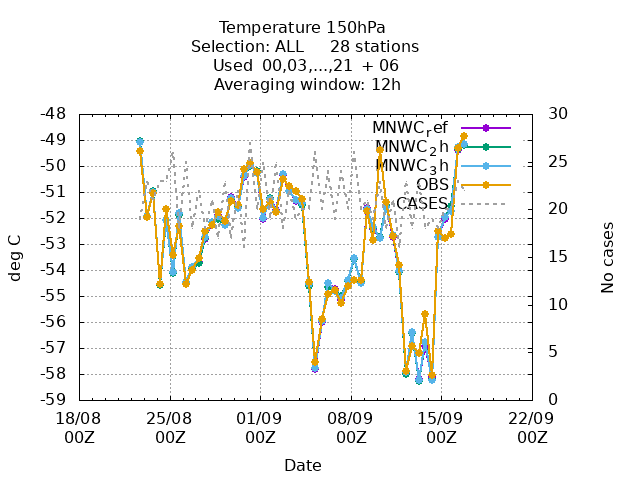 Temperature 150hPa
Selection: ALL 28 stations
Used 00,03,...,21 + 06
Averaging window: 12h
-48
-49
-50
-51
-52
-53
-54
-55
-56
-57
-58
-59
deg C
30
25
20
15
10
5
0
No cases
MNWCref
MNWC2h
MNWC3h
OBS
CASES
18/08 25/08 01/09 08/09 15/09 22/09
00Z 00Z 00Z 00Z 00Z 00Z
Date